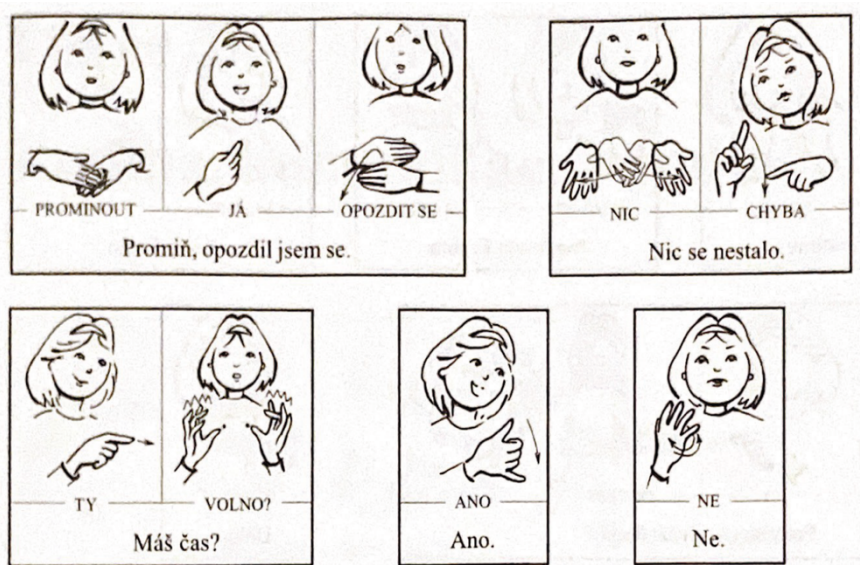 PROMINOUT JÁ OPOZDIT SE
Promiň, opozdil jsem se.
NIC CHYBA
Nic se nestalo.
TY VOLNO?
Máš čas?
ANO
Ano.
NE
Ne.